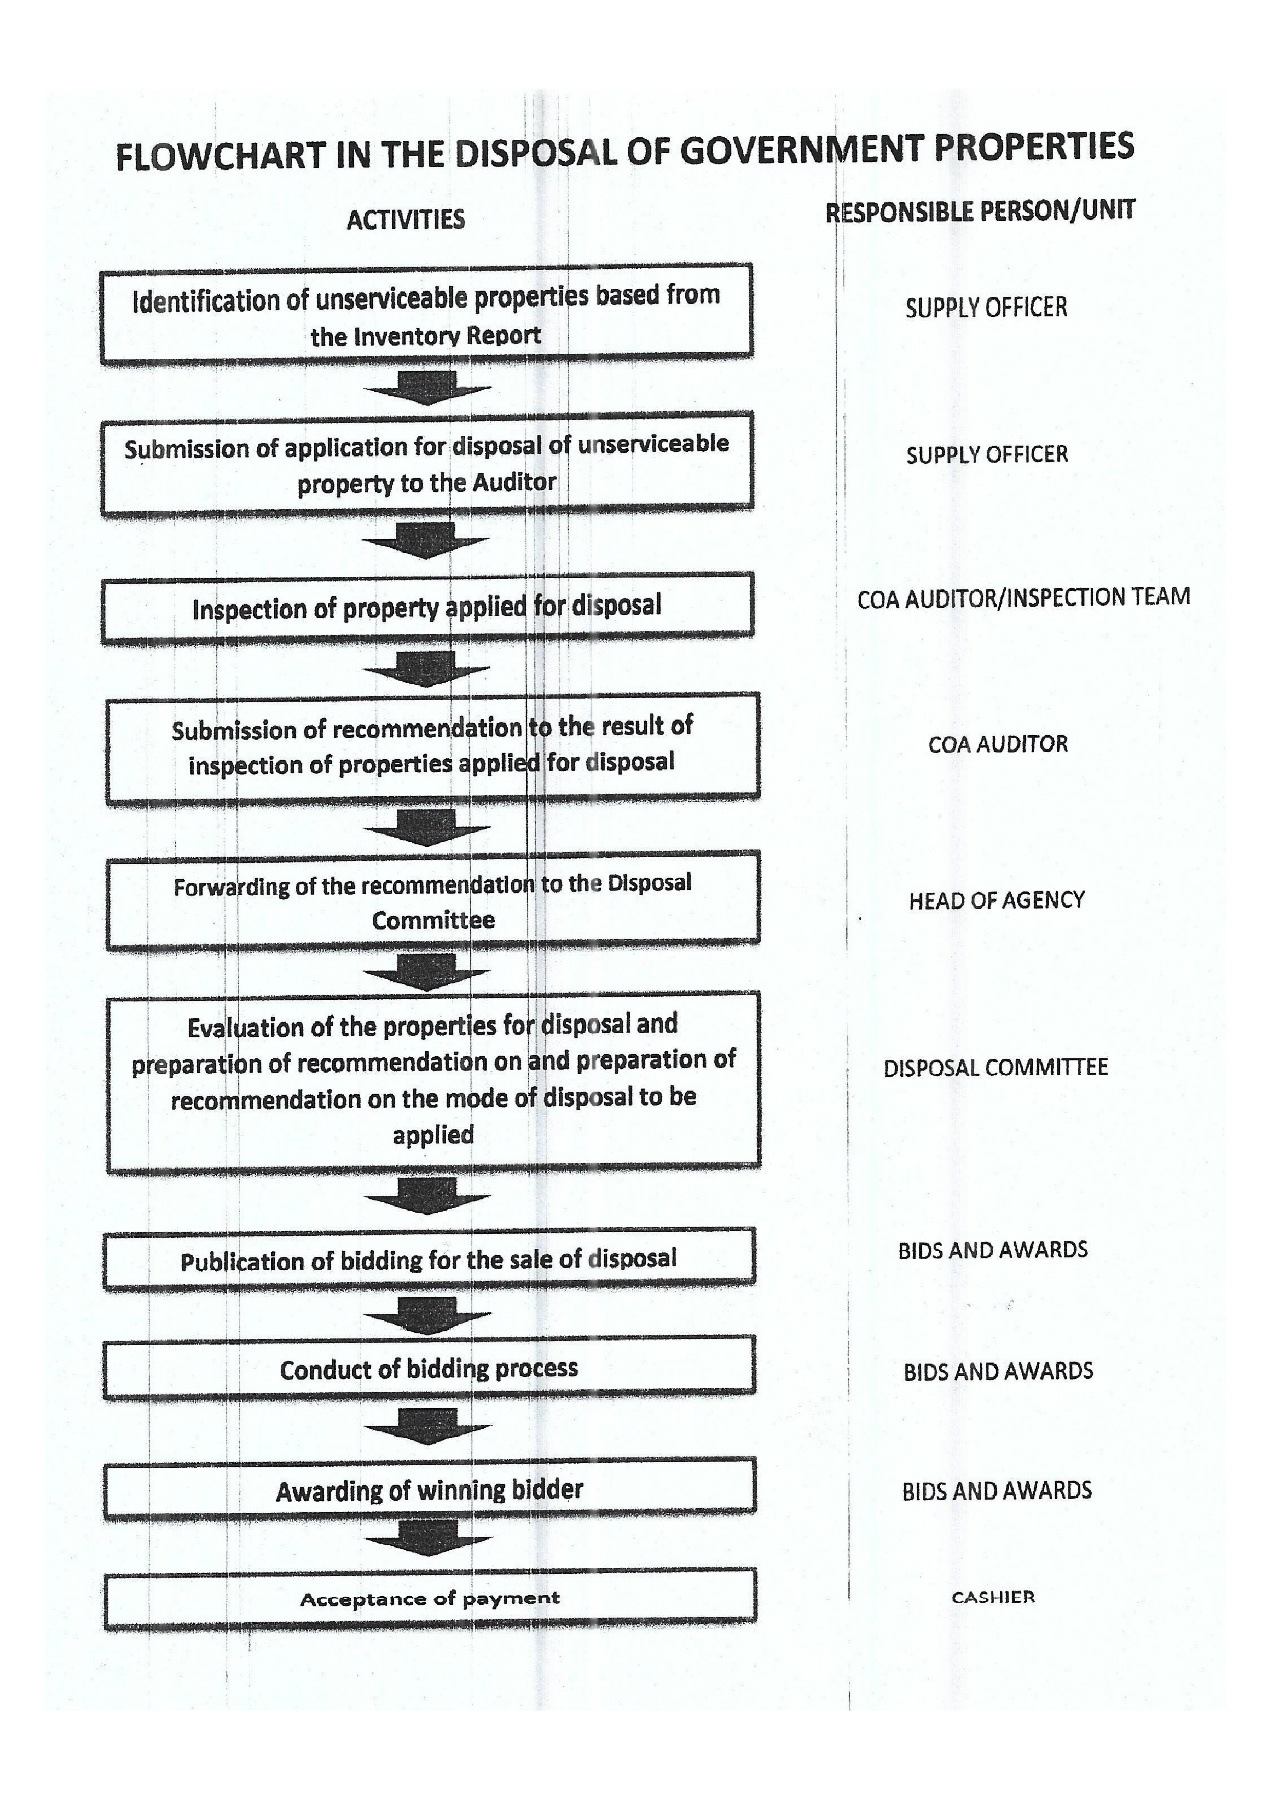 FLOWCHART IN THE DISPOSAL OF GOVERNMENT PROPERTIES
ACTIVITIES
RESPONSIBLE PERSON/UNIT
Identification of unserviceable properties based from
the Inventory Report
SUPPLY OFFICER
Submission of application for disposal of unserviceable
property to the Auditor
SUPPLY OFFICER
Inspection of property applied for disposal
COA AUDITOR/INSPECTION TEAM
Submission of recommendation to the result of
inspection of properties applied for disposal
COA AUDITOR
Forwarding of the recommendation to the Disposal
Committee
HEAD OF AGENCY
Evaluation of the properties for disposal and
preparation of recommendation on and preparation of
recommendation on the mode of disposal to be
applied
DISPOSAL COMMITTEE
Publication of bidding for the sale of disposal
BIDS AND AWARDS
Conduct of bidding process
BIDS AND AWARDS
Awarding of winning bidder
BIDS AND AWARDS
Acceptance of payment
CASHIER